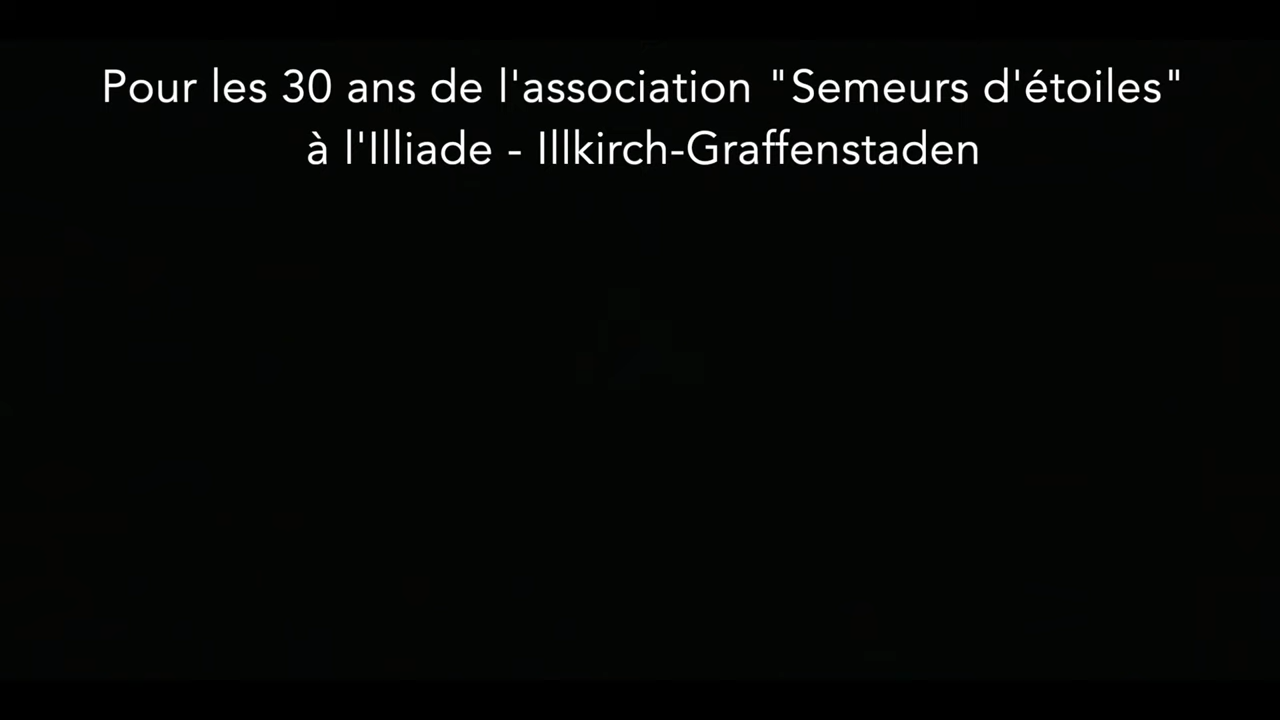 Pour les 30 ans de l'association "Semeurs d'étoiles"
à l'Illiade - Illkirch-Graffenstaden